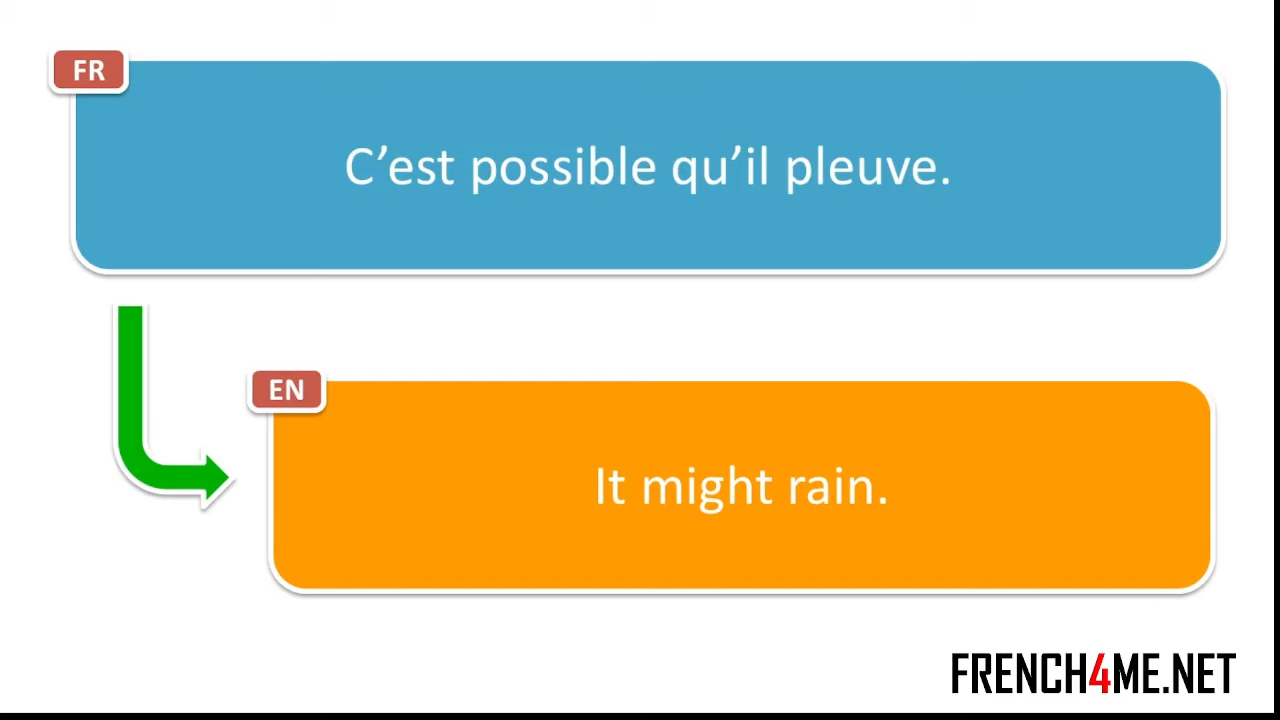 FR
C’est possible qu’il pleuve.
EN
It might rain.
FRENCH4ME.NET